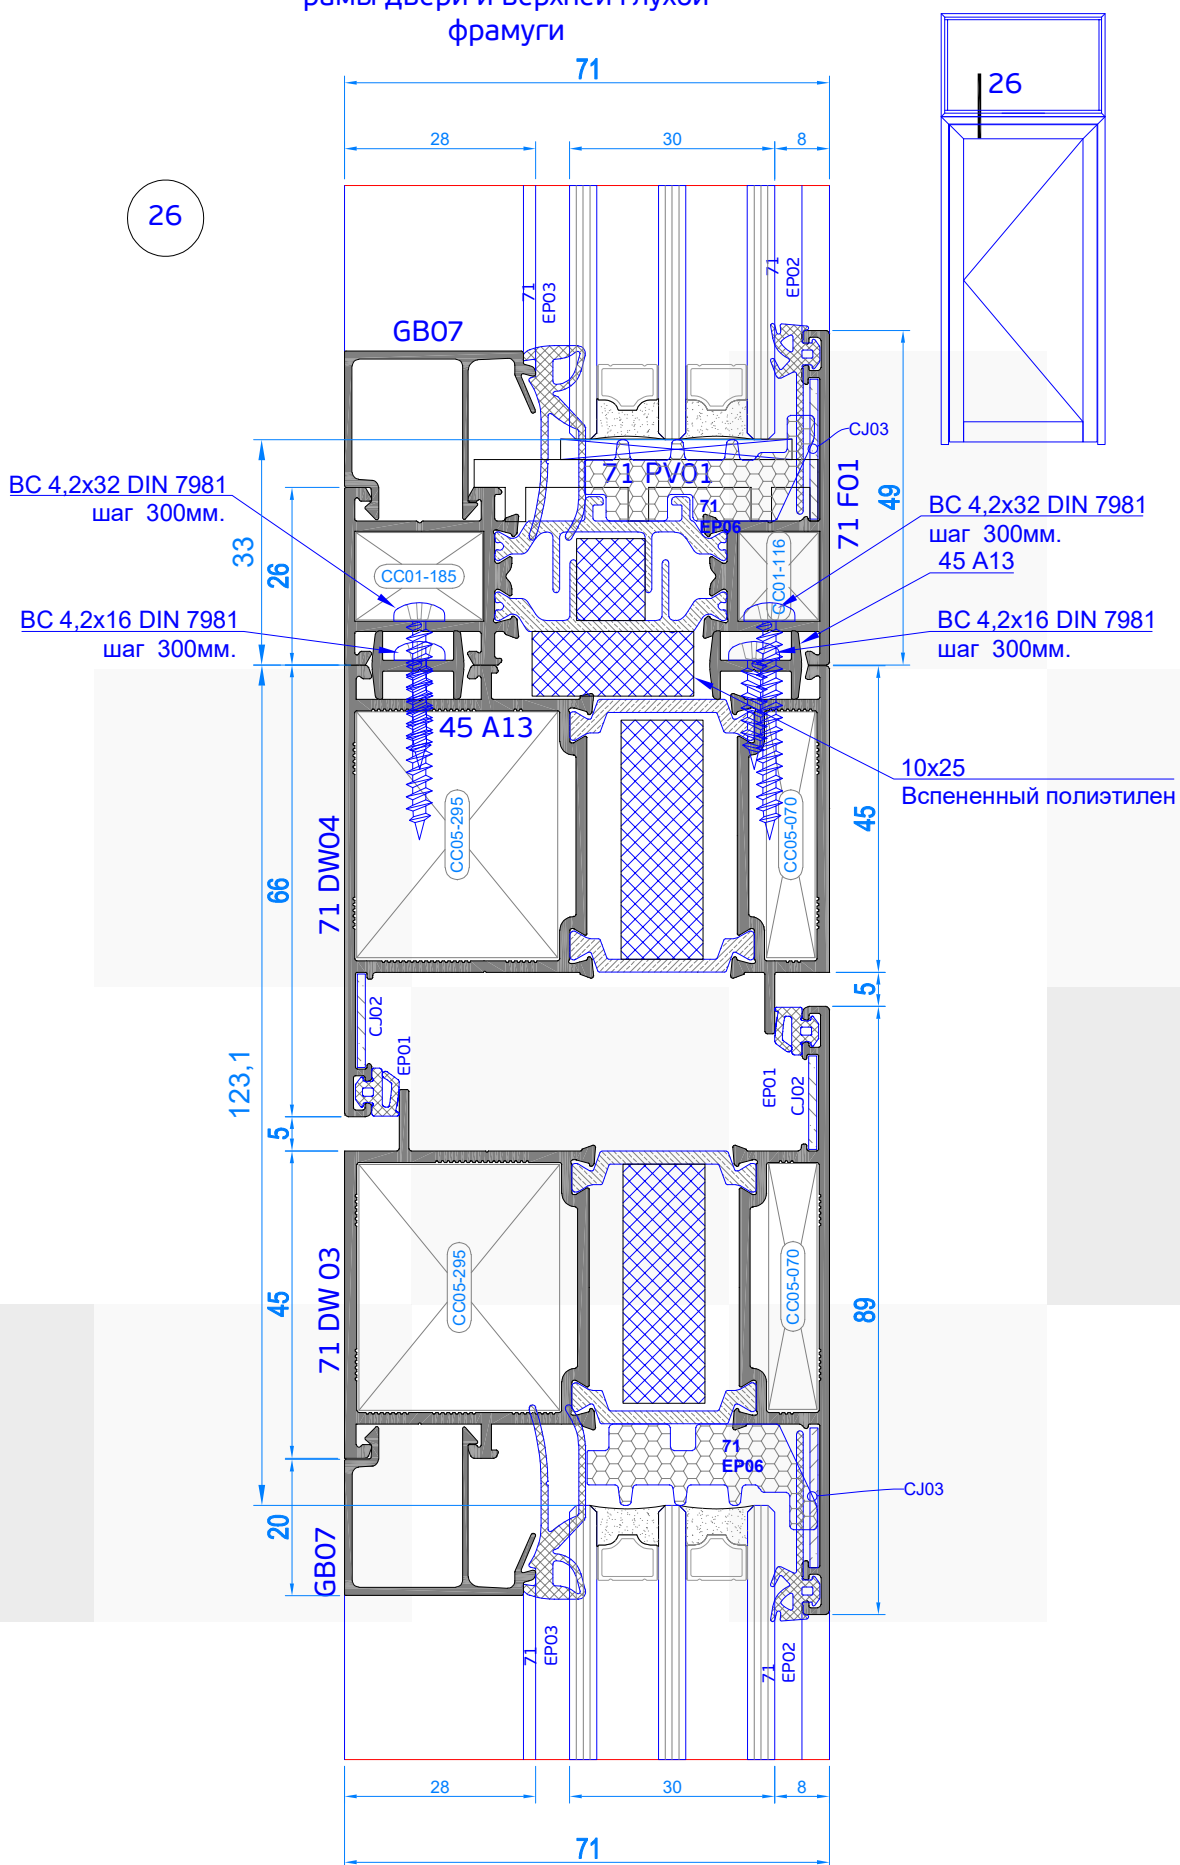 рамы двери и верхней глухой
фрамуги
71
26
28
30
8
26
71
EP03
71
EP02
GB07
CJ03
71 PV01
71
EP06
71 F01
49
BC 4,2x32 DIN 7981
шаг 300мм.
BC 4,2x32 DIN 7981
шаг 300мм.
33
26
CC01-185
CC01-116
45 A13
BC 4,2x16 DIN 7981
шаг 300мм.
BC 4,2x16 DIN 7981
шаг 300мм.
45 A13
10x25
Вспененный полиэтилен
71 DW04
CC05-295
CC05-070
45
66
5
CJ02
EP01
EP01
CJ02
123,1
5
71 DW 03
CC05-295
CC05-070
45
89
71
EP06
CJ03
20
GB07
71
EP03
71
EP02
28
30
8
71